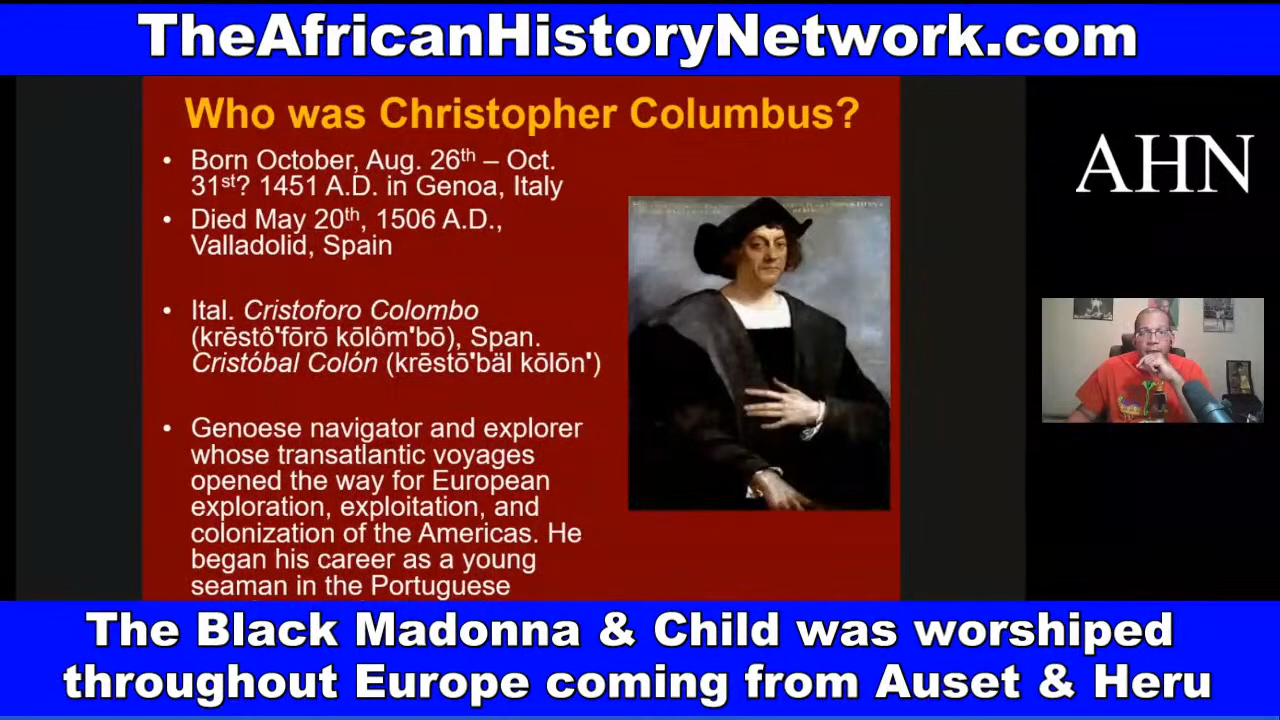 TheAfricanHistoryNetwork.com
Who was Christopher Columbus?
• Born October, Aug. 26th – Oct.
31st? 1451 A.D. in Genoa, Italy
• Died May 20th, 1506 A.D.,
Valladolid, Spain
• Ital. Cristoforo Colombo
(krēstô'fōrō kōlôm'bō), Span.
Cristóbal Colón (krēstō'bäl kōlōn')
• Genoese navigator and explorer
whose transatlantic voyages
opened the way for European
exploration, exploitation, and
colonization of the Americas. He
began his career as a young
seaman in the Portuguese
AHN
The Black Madonna & Child was worshiped
throughout Europe coming from Auset & Heru